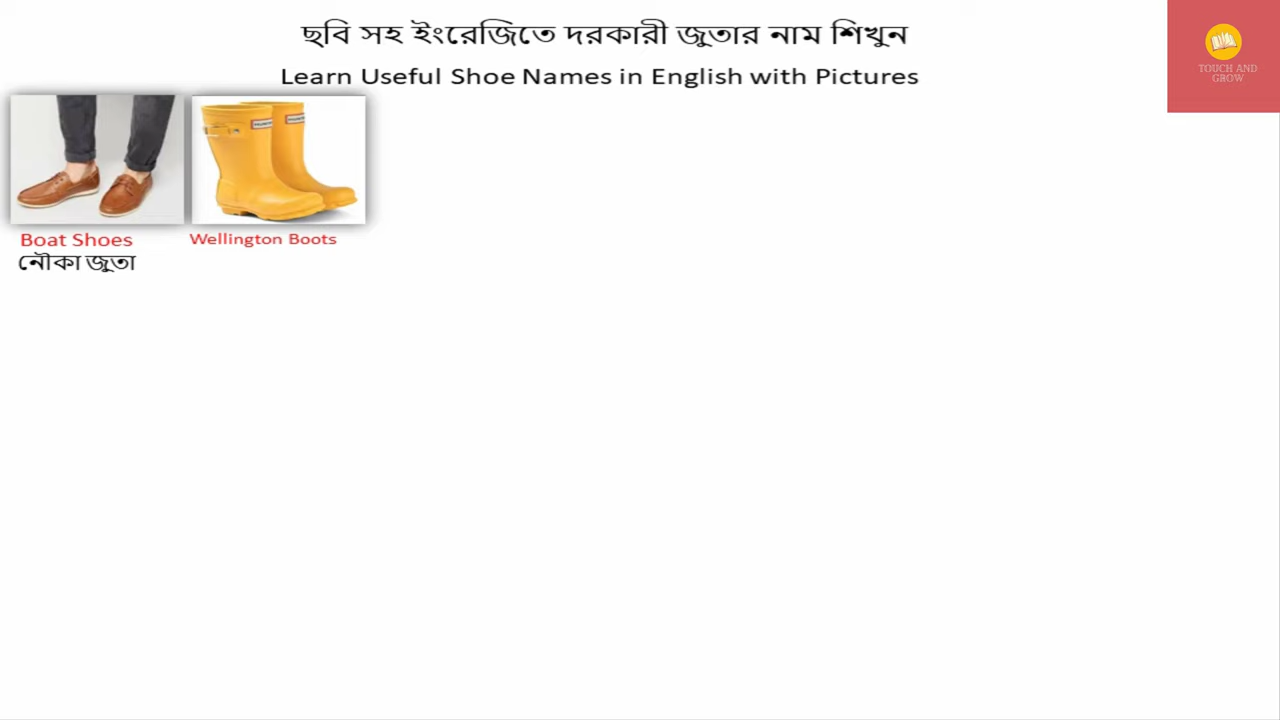 ছবি সহ ইংরেজিতে দরকারী জুতার নাম শিখুন
Learn Useful Shoe Names in English with Pictures
TOUCH AND
GROW
Boat Shoes
Wellington Boots
নৌকা জুতা